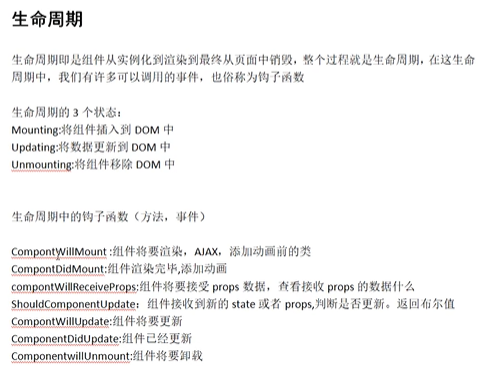 生命周期
生命周期即是组件从实例化到渲染到最终从页面中销毁，整个过程就是生命周期，在这生命
周期中，我们有许多可以调用的事件，也俗称为钩子函数
生命周期的 3 个状态：
Mounting:将组件插入到 DOM 中
Updating:将数据更新到 DOM 中
Unmounting:将组件移除 DOM 中
生命周期中的钩子函数（方法，事件）
CompontWillMount :组件将要渲染，AJAX，添加动画前的类
CompontDidMount:组件渲染完毕,添加动画
compontWillReceiveProps:组件将要接受 props 数据，查看接收 props 的数据什么
ShouldComponentUpdate：组件接收到新的 state 或者 props,判断是否更新。返回布尔值
CompontWillUpdate:组件将要更新
ComponentDidUpdate:组件已经更新
ComponentwillUnmount:组件将要卸载